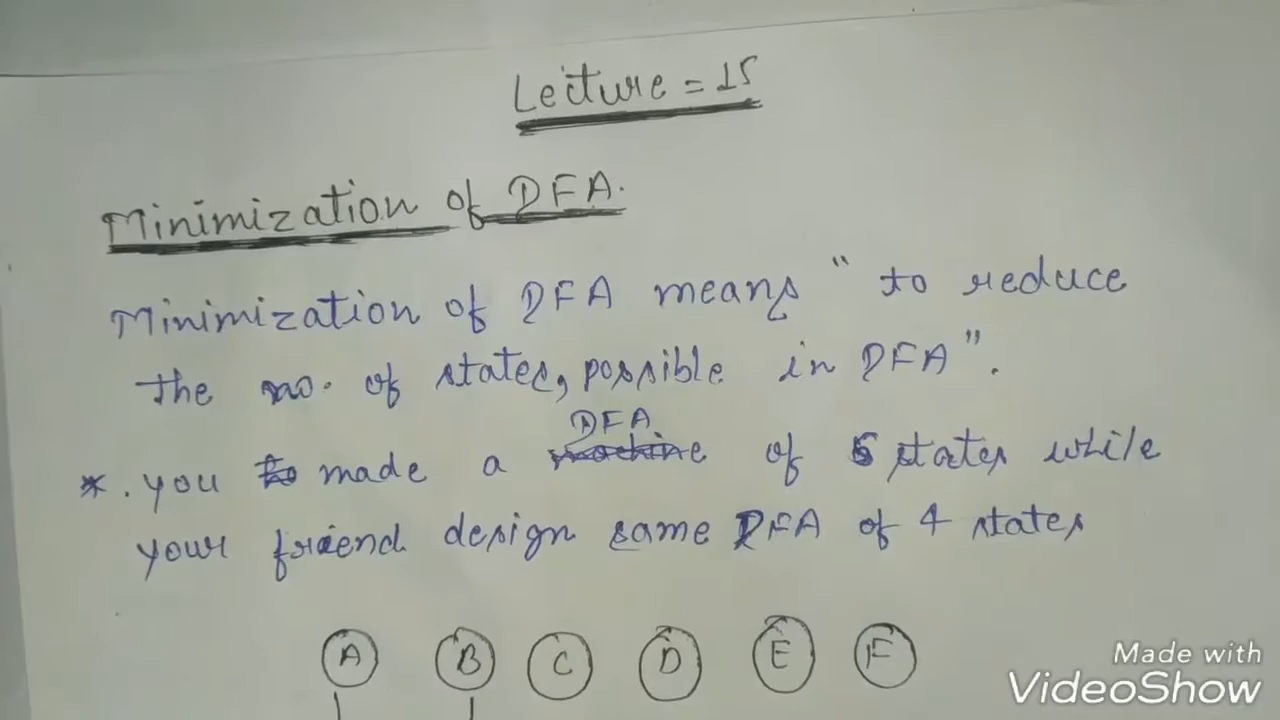 Lecture = 15
Minimization of DFA.
Minimization of DFA means " to reduce
the no. of states, possible in DFA".
DFA
*. you to made a machine of 5 states while
your friend design same DFA of 4 states
A B C D E F
Made with
VideoShow